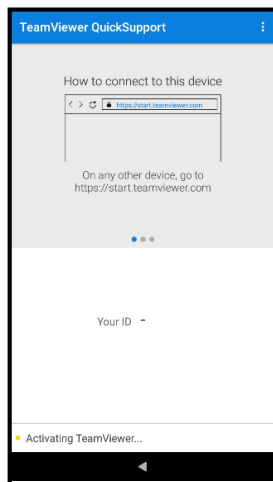 TeamViewer QuickSupport
How to connect to this device
https://start.teamviewer.com
On any other device, go to
https://start.teamviewer.com
Your ID -
Activating TeamViewer...